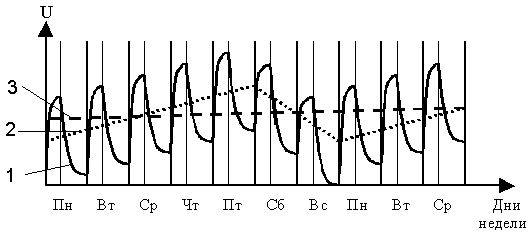 U
3
2
1
Пн Вт Ср Чт Пт Сб Вс Пн Вт Ср Дни
недели